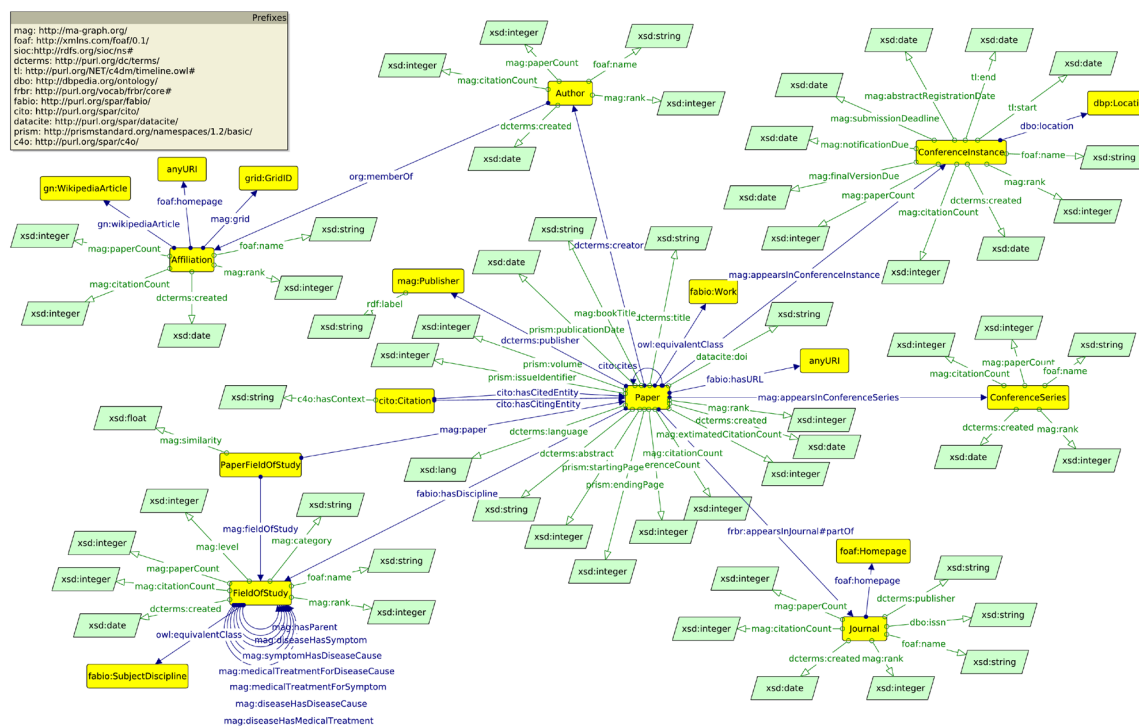 Prefixes
mag: http://ma-graph.org/
foaf: http://xmlns.com/foaf/0.1/
sioc:http://rdfs.org/sioc/ns#
dcterms: http://purl.org/dc/terms/
tl: http://purl.org/NET/c4dm/timeline.owl#
dbo: http://dbpedia.org/ontology/
frbr: http://purl.org/vocab/frbr/core#
fabio: http://purl.org/spar/fabio/
cito: http://purl.org/spar/cito/
datacite: http://purl.org/spar/datacite/
prism: http://prismstandard.org/namespaces/1.2/basic/
c4o: http://purl.org/spar/c4o/
xsd:integer
xsd:string
xsd:integer
mag:paperCount
foaf:name
mag:citationCount
Author
mag:rank
xsd:integer
dcterms:created
xsd:date
org:memberOf
xsd:date
xsd:date
tl:end
xsd:date
xsd:date
mag:abstractRegistrationDate
tl:start
dbp:Locati
mag:submissionDeadline
dbo:location
xsd:date
mag:notificationDue
ConferenceInstance
foaf:name
xsd:string
mag:finalVersionDue
mag:rank
xsd:date
mag:paperCount
dcterms:created
mag:citationCount
xsd:integer
xsd:integer
xsd:date
xsd:integer
mag:appearsInConferenceInstance
anyURI
grid:GridID
gn:WikipediaArticle
foaf:homepage
mag:grid
gn:wikipediaArticle
xsd:string
xsd:integer
mag:paperCount
foaf:name
Affiliation
mag:rank
mag:citationCount
xsd:integer
dcterms:created
xsd:integer
xsd:date
xsd:string
xsd:string
dcterms:creator
xsd:date
mag:Publisher
fabio:Work
rdf:label
mag:bookTitle
dcterms:title
xsd:string
xsd:integer
prism:publicationDate
xsd:string
dcterms:publisher
owl:equivalentClass
xsd:integer
prism:volume
cito:cites
datacite:doi
anyURI
prism:issueIdentifier
fabio:hasURL
xsd:string
c4o:hasContext
cito:Citation
cito:hasCitedEntity
cito:hasCitingEntity
Paper
mag:appearsInConferenceSeries
xsd:integer
xsd:integer
xsd:string
mag:paperCount
mag:citationCount
foaf:name
ConferenceSeries
dcterms:created
mag:rank
xsd:date
xsd:integer
mag:rank
xsd:integer
dcterms:created
mag:extimatedCitationCount
xsd:date
mag:citationCount
xsd:integer
erenceCount
xsd:integer
xsd:float
mag:similarity
mag:paper
dcterms:language
PaperFieldOfStudy
xsd:lang
dcterms:abstract
prism:startingPage
prism:endingPage
xsd:string
xsd:integer
xsd:integer
xsd:integer
fabio:hasDiscipline
frbr:appearsInJournal#partOf
xsd:integer
xsd:string
mag:fieldOfStudy
xsd:integer
mag:level
mag:category
mag:paperCount
xsd:string
xsd:integer
mag:citationCount
foaf:name
FieldOfStudy
mag:rank
dcterms:created
xsd:integer
xsd:date
owl:equivalentClass
mag:hasParent
mag:diseaseHasSymptom
mag:symptomHasDiseaseCause
fabio:SubjectDiscipline
mag:medicalTreatmentForDiseaseCause
mag:medicalTreatmentForSymptom
mag:diseaseHasDiseaseCause
mag:diseaseHasMedicalTreatment
foaf:Homepage
xsd:integer
xsd:string
foaf:homepage
dcterms:publisher
mag:paperCount
xsd:string
xsd:integer
mag:citationCount
Journal
dbo:issn
foaf:name
xsd:string
dcterms:created
mag:rank
xsd:date
xsd:integer